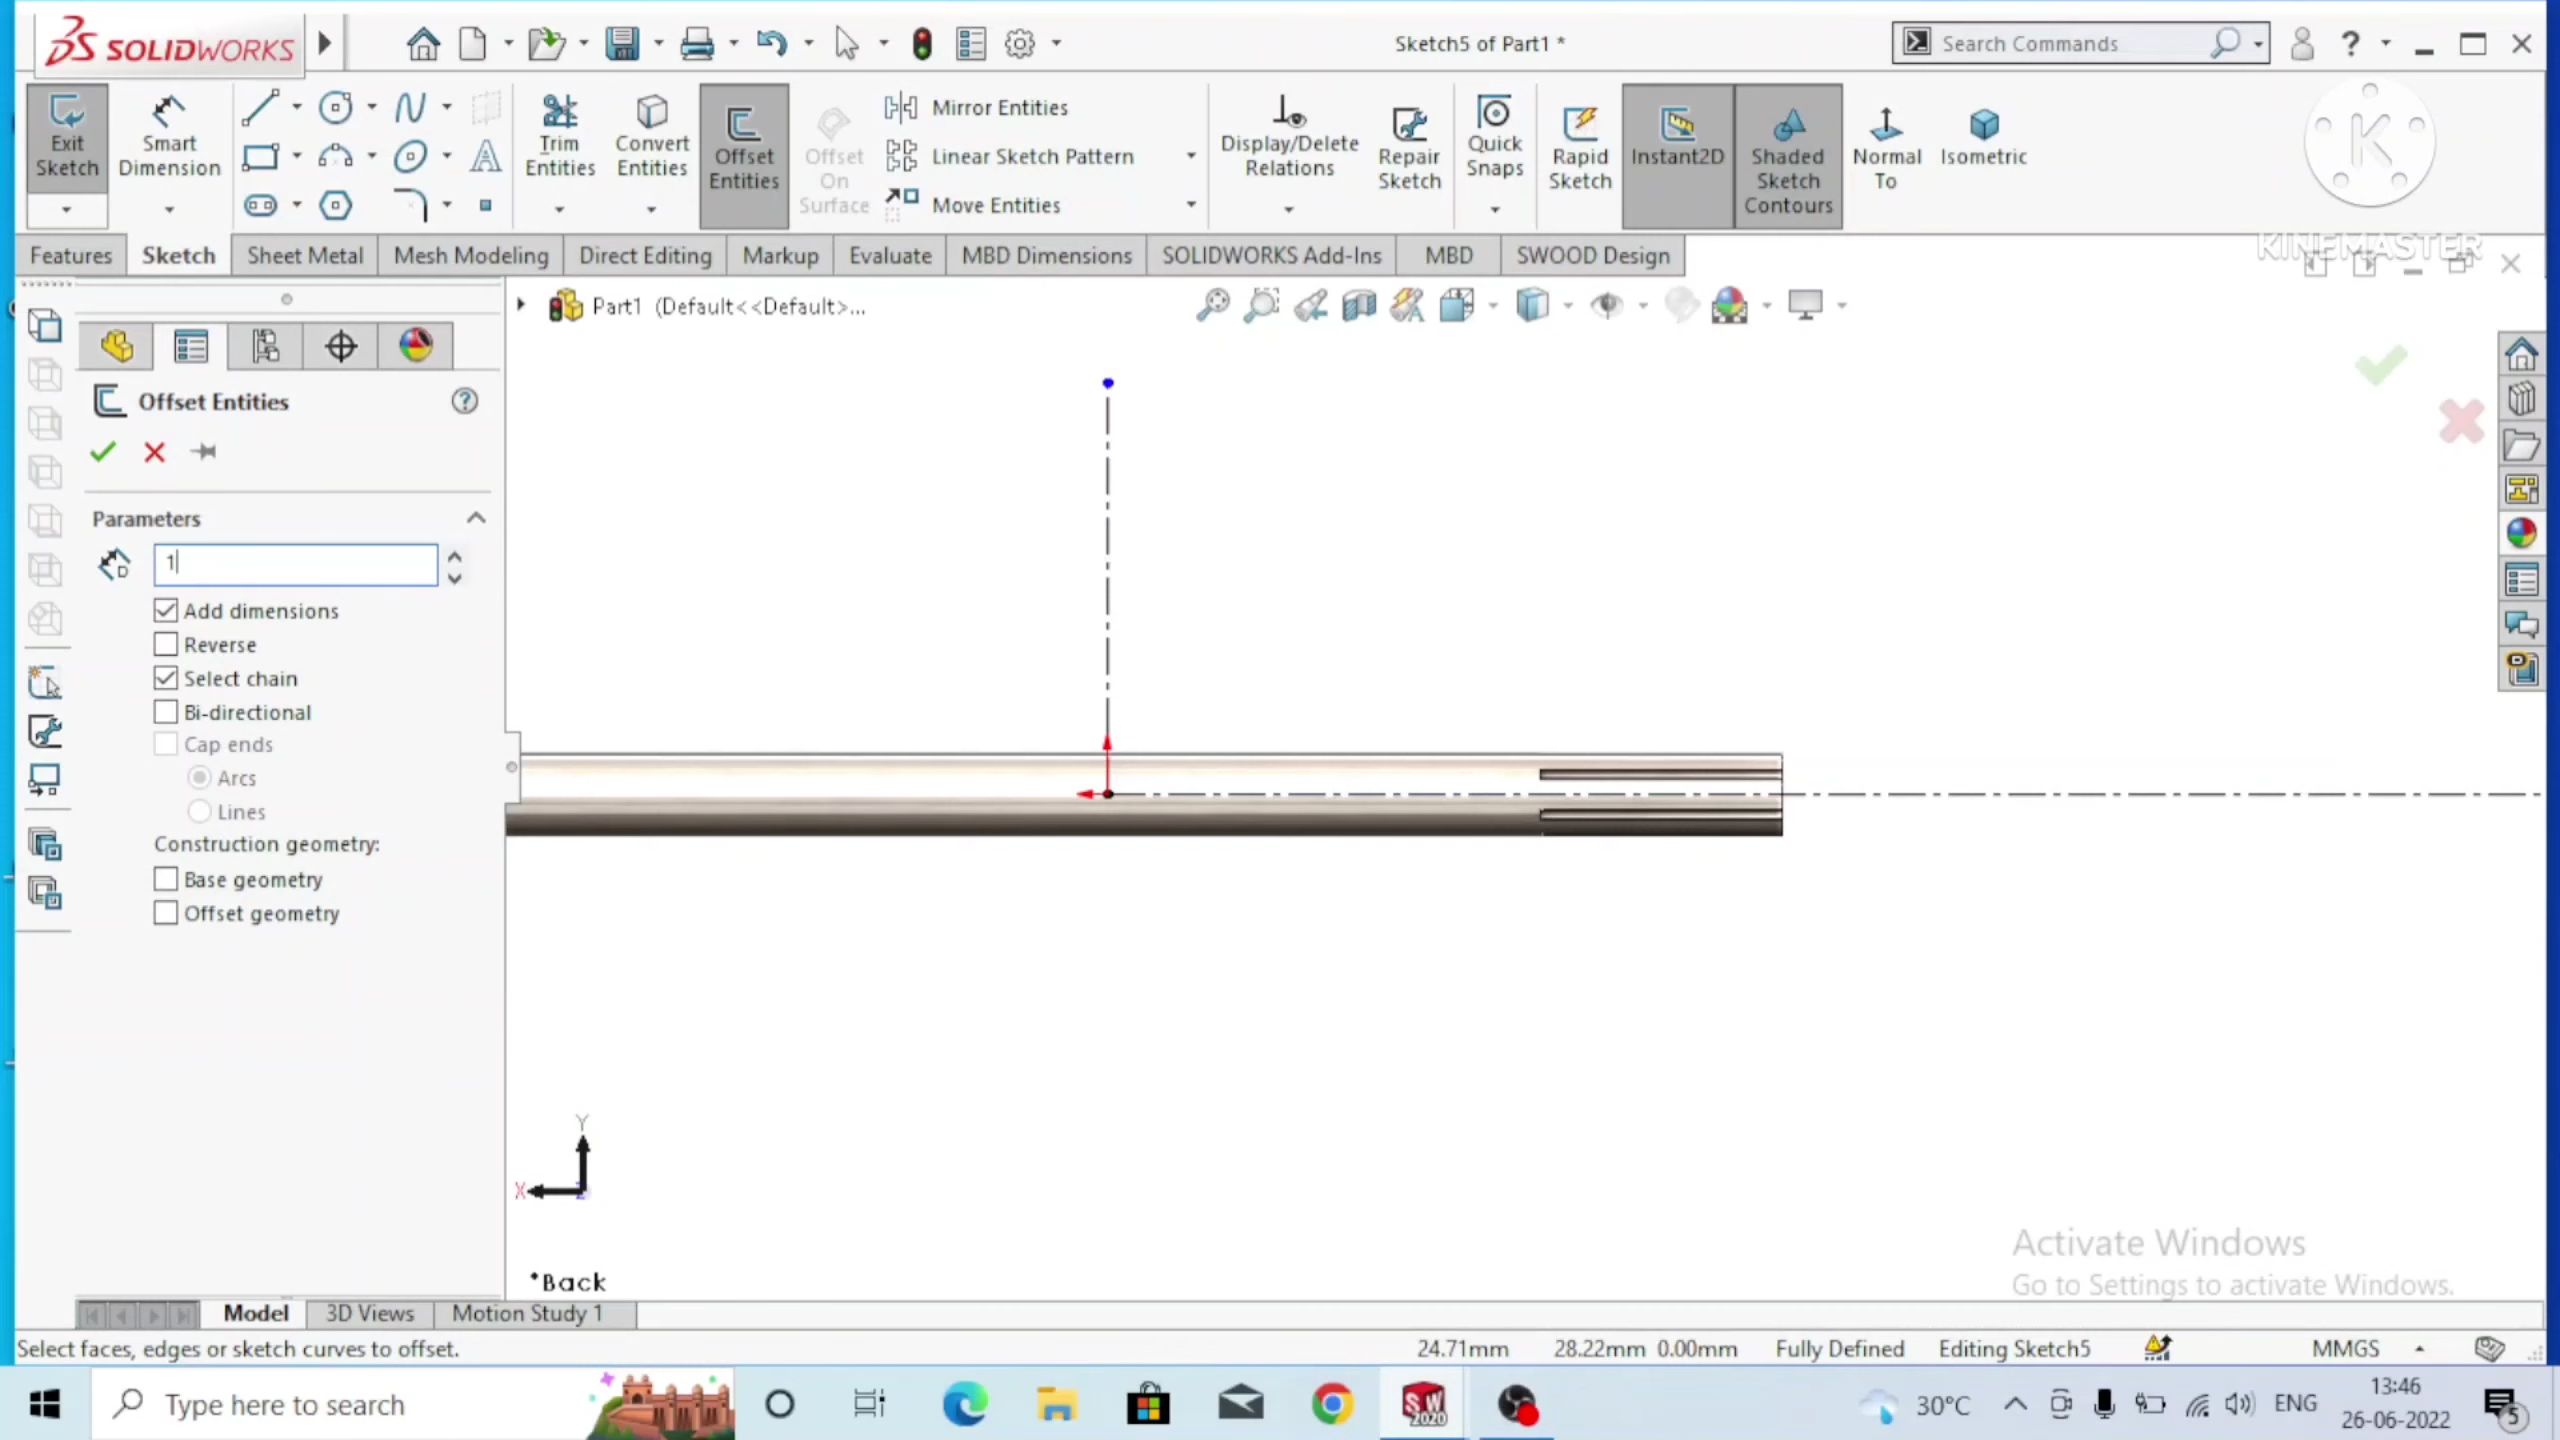 SOLIDWORKS
Sketch5 of Part1 *
Search Commands
Exit Sketch
Smart Dimension
Trim Entities
Convert Entities
Offset Entities
Offset On Surface
Mirror Entities
Linear Sketch Pattern
Move Entities
Display/Delete Relations
Repair Sketch
Quick Snaps
Rapid Sketch
Instant2D
Shaded Sketch Contours
Normal To
Isometric
K
KINEMASTER
Features
Sketch
Sheet Metal
Mesh Modeling
Direct Editing
Markup
Evaluate
MBD Dimensions
SOLIDWORKS Add-Ins
MBD
SWOOD Design
Part1 (Default<<Default>...
Offset Entities
Parameters
1
Add dimensions
Reverse
Select chain
Bi-directional
Cap ends
Arcs
Lines
Construction geometry:
Base geometry
Offset geometry
Y
X
Z
*Back
Activate Windows
Go to Settings to activate Windows.
Model
3D Views
Motion Study 1
Select faces, edges or sketch curves to offset.
24.71mm
28.22mm 0.00mm
Fully Defined
Editing Sketch5
MMGS
Type here to search
SW 2020
30°C
ENG
13:46
26-06-2022
5